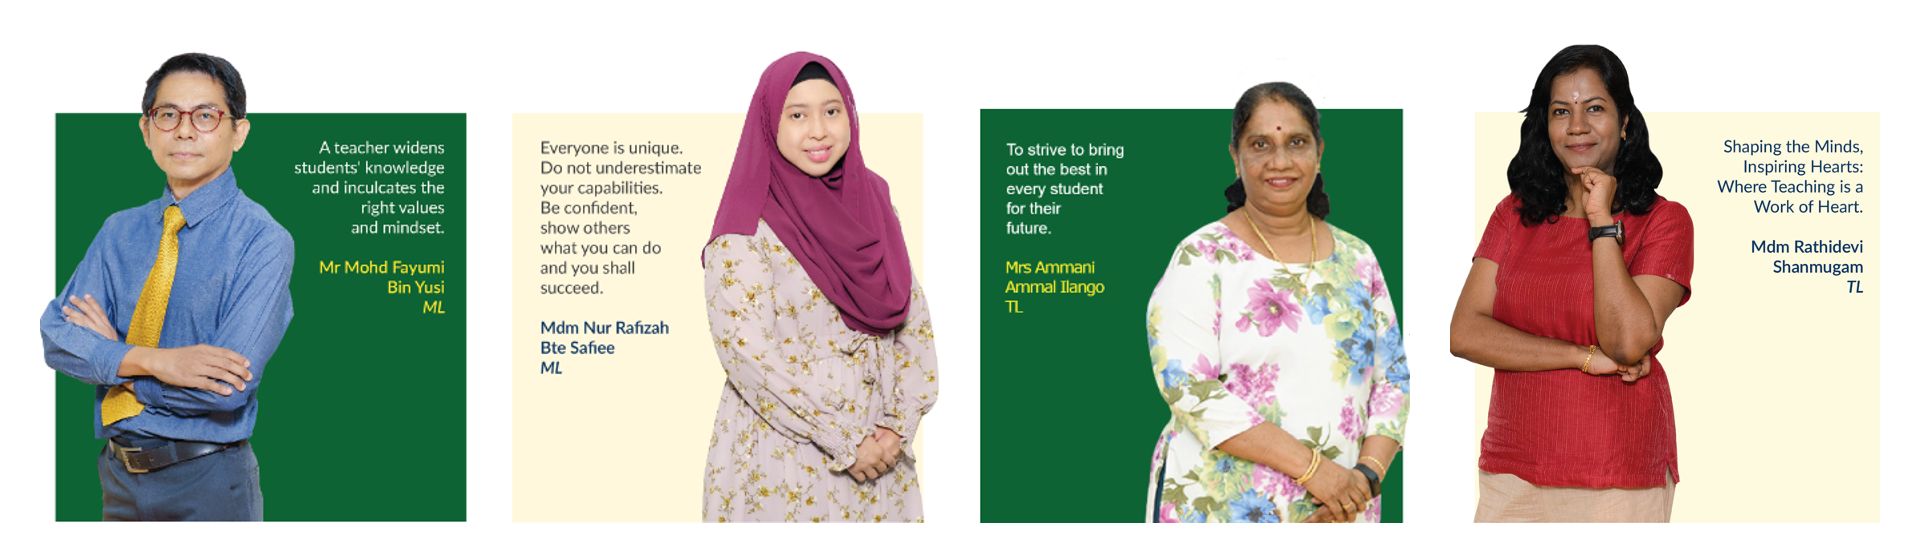 A teacher widens
students' knowledge
and inculcates the
right values
and mindset.
Mr Mohd Fayumi
Bin Yusi
ML
Everyone is unique.
Do not underestimate
your capabilities.
Be confident,
show others
what you can do
and you shall
succeed.
Mdm Nur Rafizah
Bte Safiee
ML
To strive to bring
out the best in
every student
for their
future.
Mrs Ammani
Ammal Ilango
TL
Shaping the Minds,
Inspiring Hearts:
Where Teaching is a
Work of Heart.
Mdm Rathidevi
Shanmugam
TL